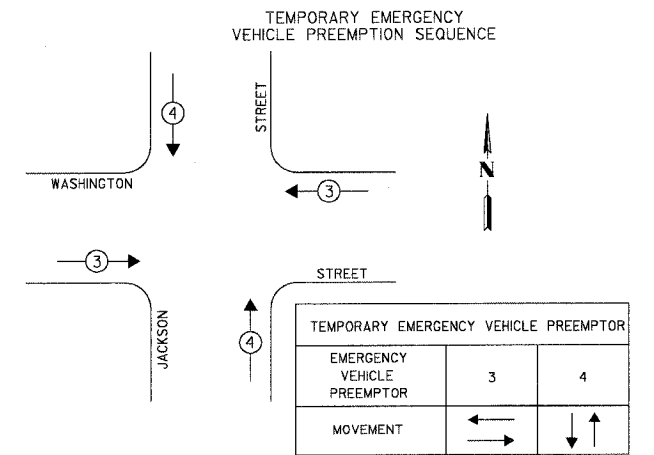 TEMPORARY EMERGENCY
VEHICLE PREEMPTION SEQUENCE
4
STREET
WASHINGTON
3
N
3
STREET
JACKSON
4
TEMPORARY EMERGENCY VEHICLE PREEMPTOR
EMERGENCY
VEHICLE
PREEMPTOR
3
4
MOVEMENT